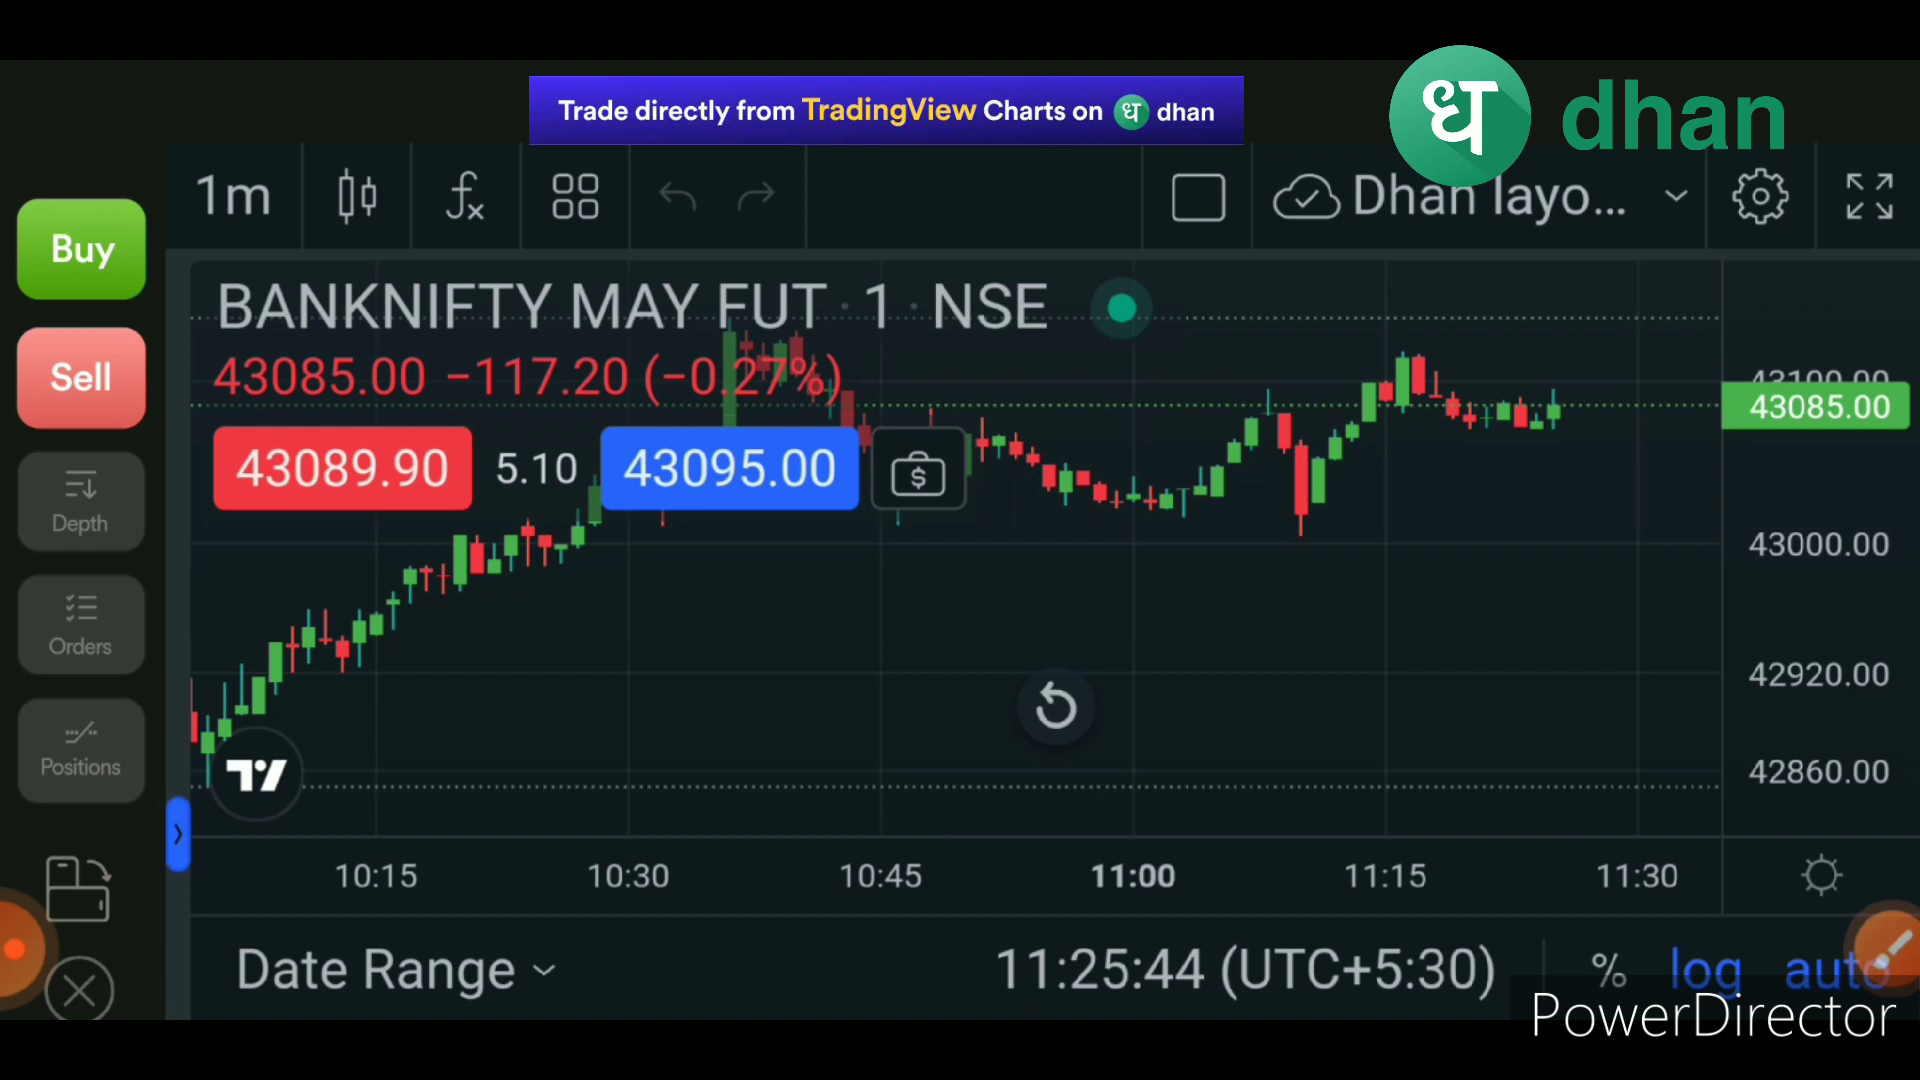 Trade directly from TradingView Charts on ध dhan
ध dhan
1m
Dhan layo...
Buy
Sell
Depth
Orders
Positions
BANKNIFTY MAY FUT · 1 · NSE
43085.00 −117.20 (−0.27%)
43089.90 5.10 43095.00
$
43100.00
43085.00
43000.00
42920.00
42860.00
10:15 10:30 10:45 11:00 11:15 11:30
Date Range
11:25:44 (UTC+5:30)
% log auto
PowerDirector